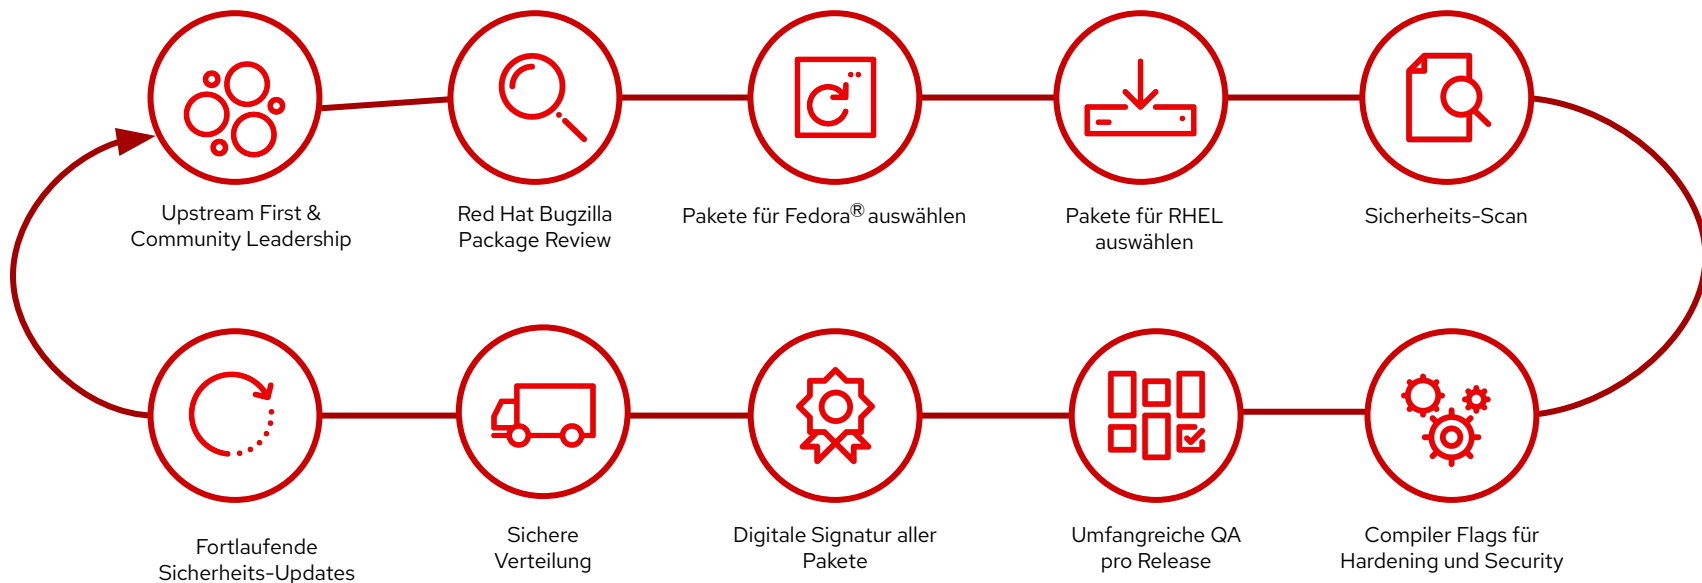 Upstream First &
Community Leadership
Red Hat Bugzilla
Package Review
Pakete für Fedora® auswählen
Pakete für RHEL
auswählen
Sicherheits-Scan
Fortlaufende
Sicherheits-Updates
Sichere
Verteilung
Digitale Signatur aller
Pakete
Umfangreiche QA
pro Release
Compiler Flags für
Hardening und Security